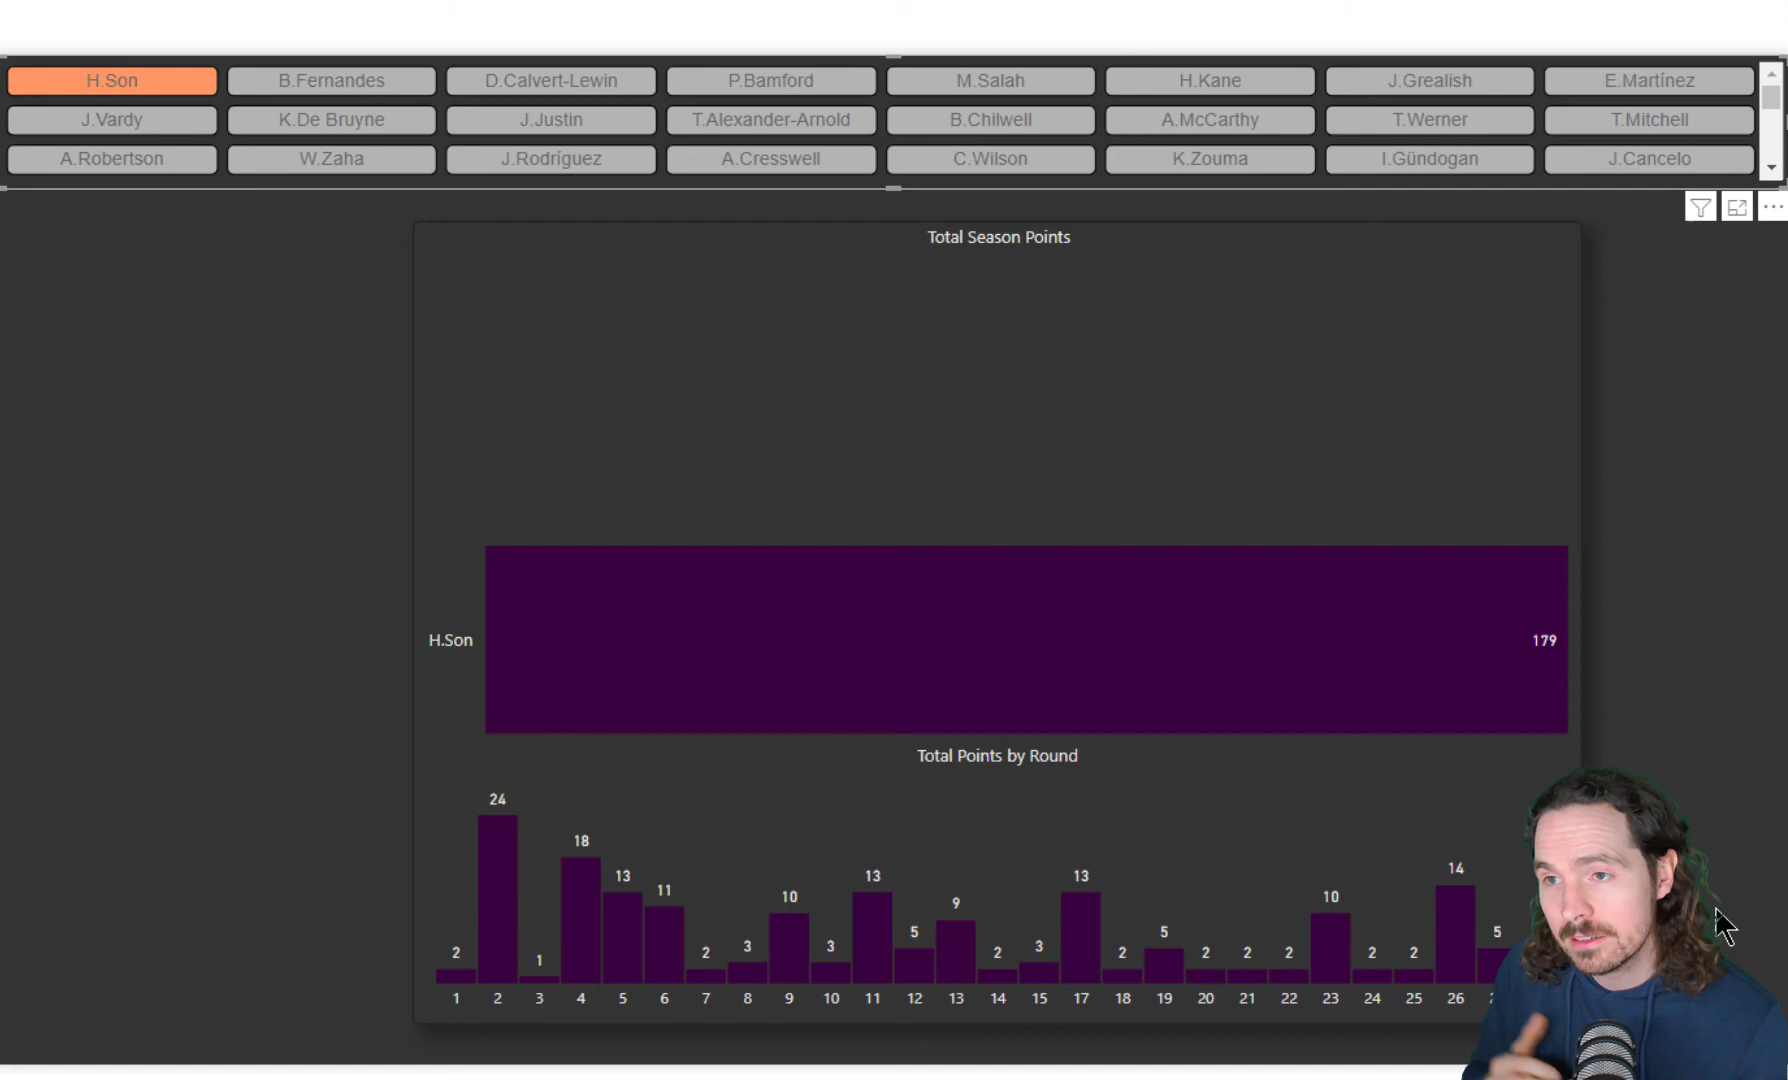 H.Son B.Fernandes D.Calvert-Lewin P.Bamford M.Salah H.Kane J.Grealish E.Martínez
J.Vardy K.De Bruyne J.Justin T.Alexander-Arnold B.Chilwell A.McCarthy T.Werner T.Mitchell
A.Robertson W.Zaha J.Rodríguez A.Cresswell C.Wilson K.Zouma I.Gündogan J.Cancelo
Total Season Points
H.Son 179
Total Points by Round
2 24 1 18 13 11 2 3 10 3 13 5 9 2 3 13 2 5 2 2 2 10 2 2 14 5
1 2 3 4 5 6 7 8 9 10 11 12 13 14 15 17 18 19 20 21 22 23 24 25 26